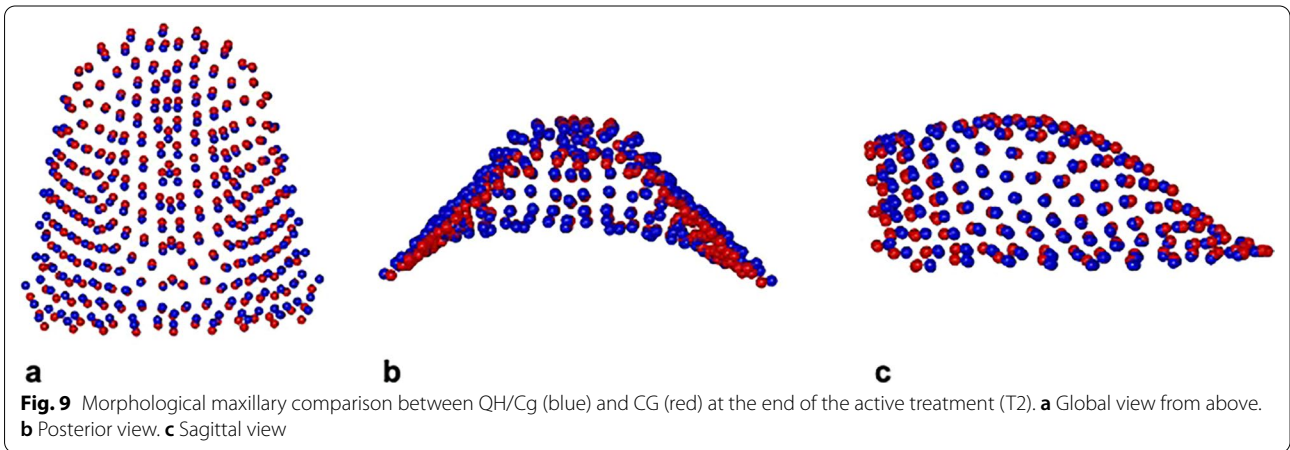 a b c
Fig. 9 Morphological maxillary comparison between QH/Cg (blue) and CG (red) at the end of the active treatment (T2). a Global view from above.
b Posterior view. c Sagittal view